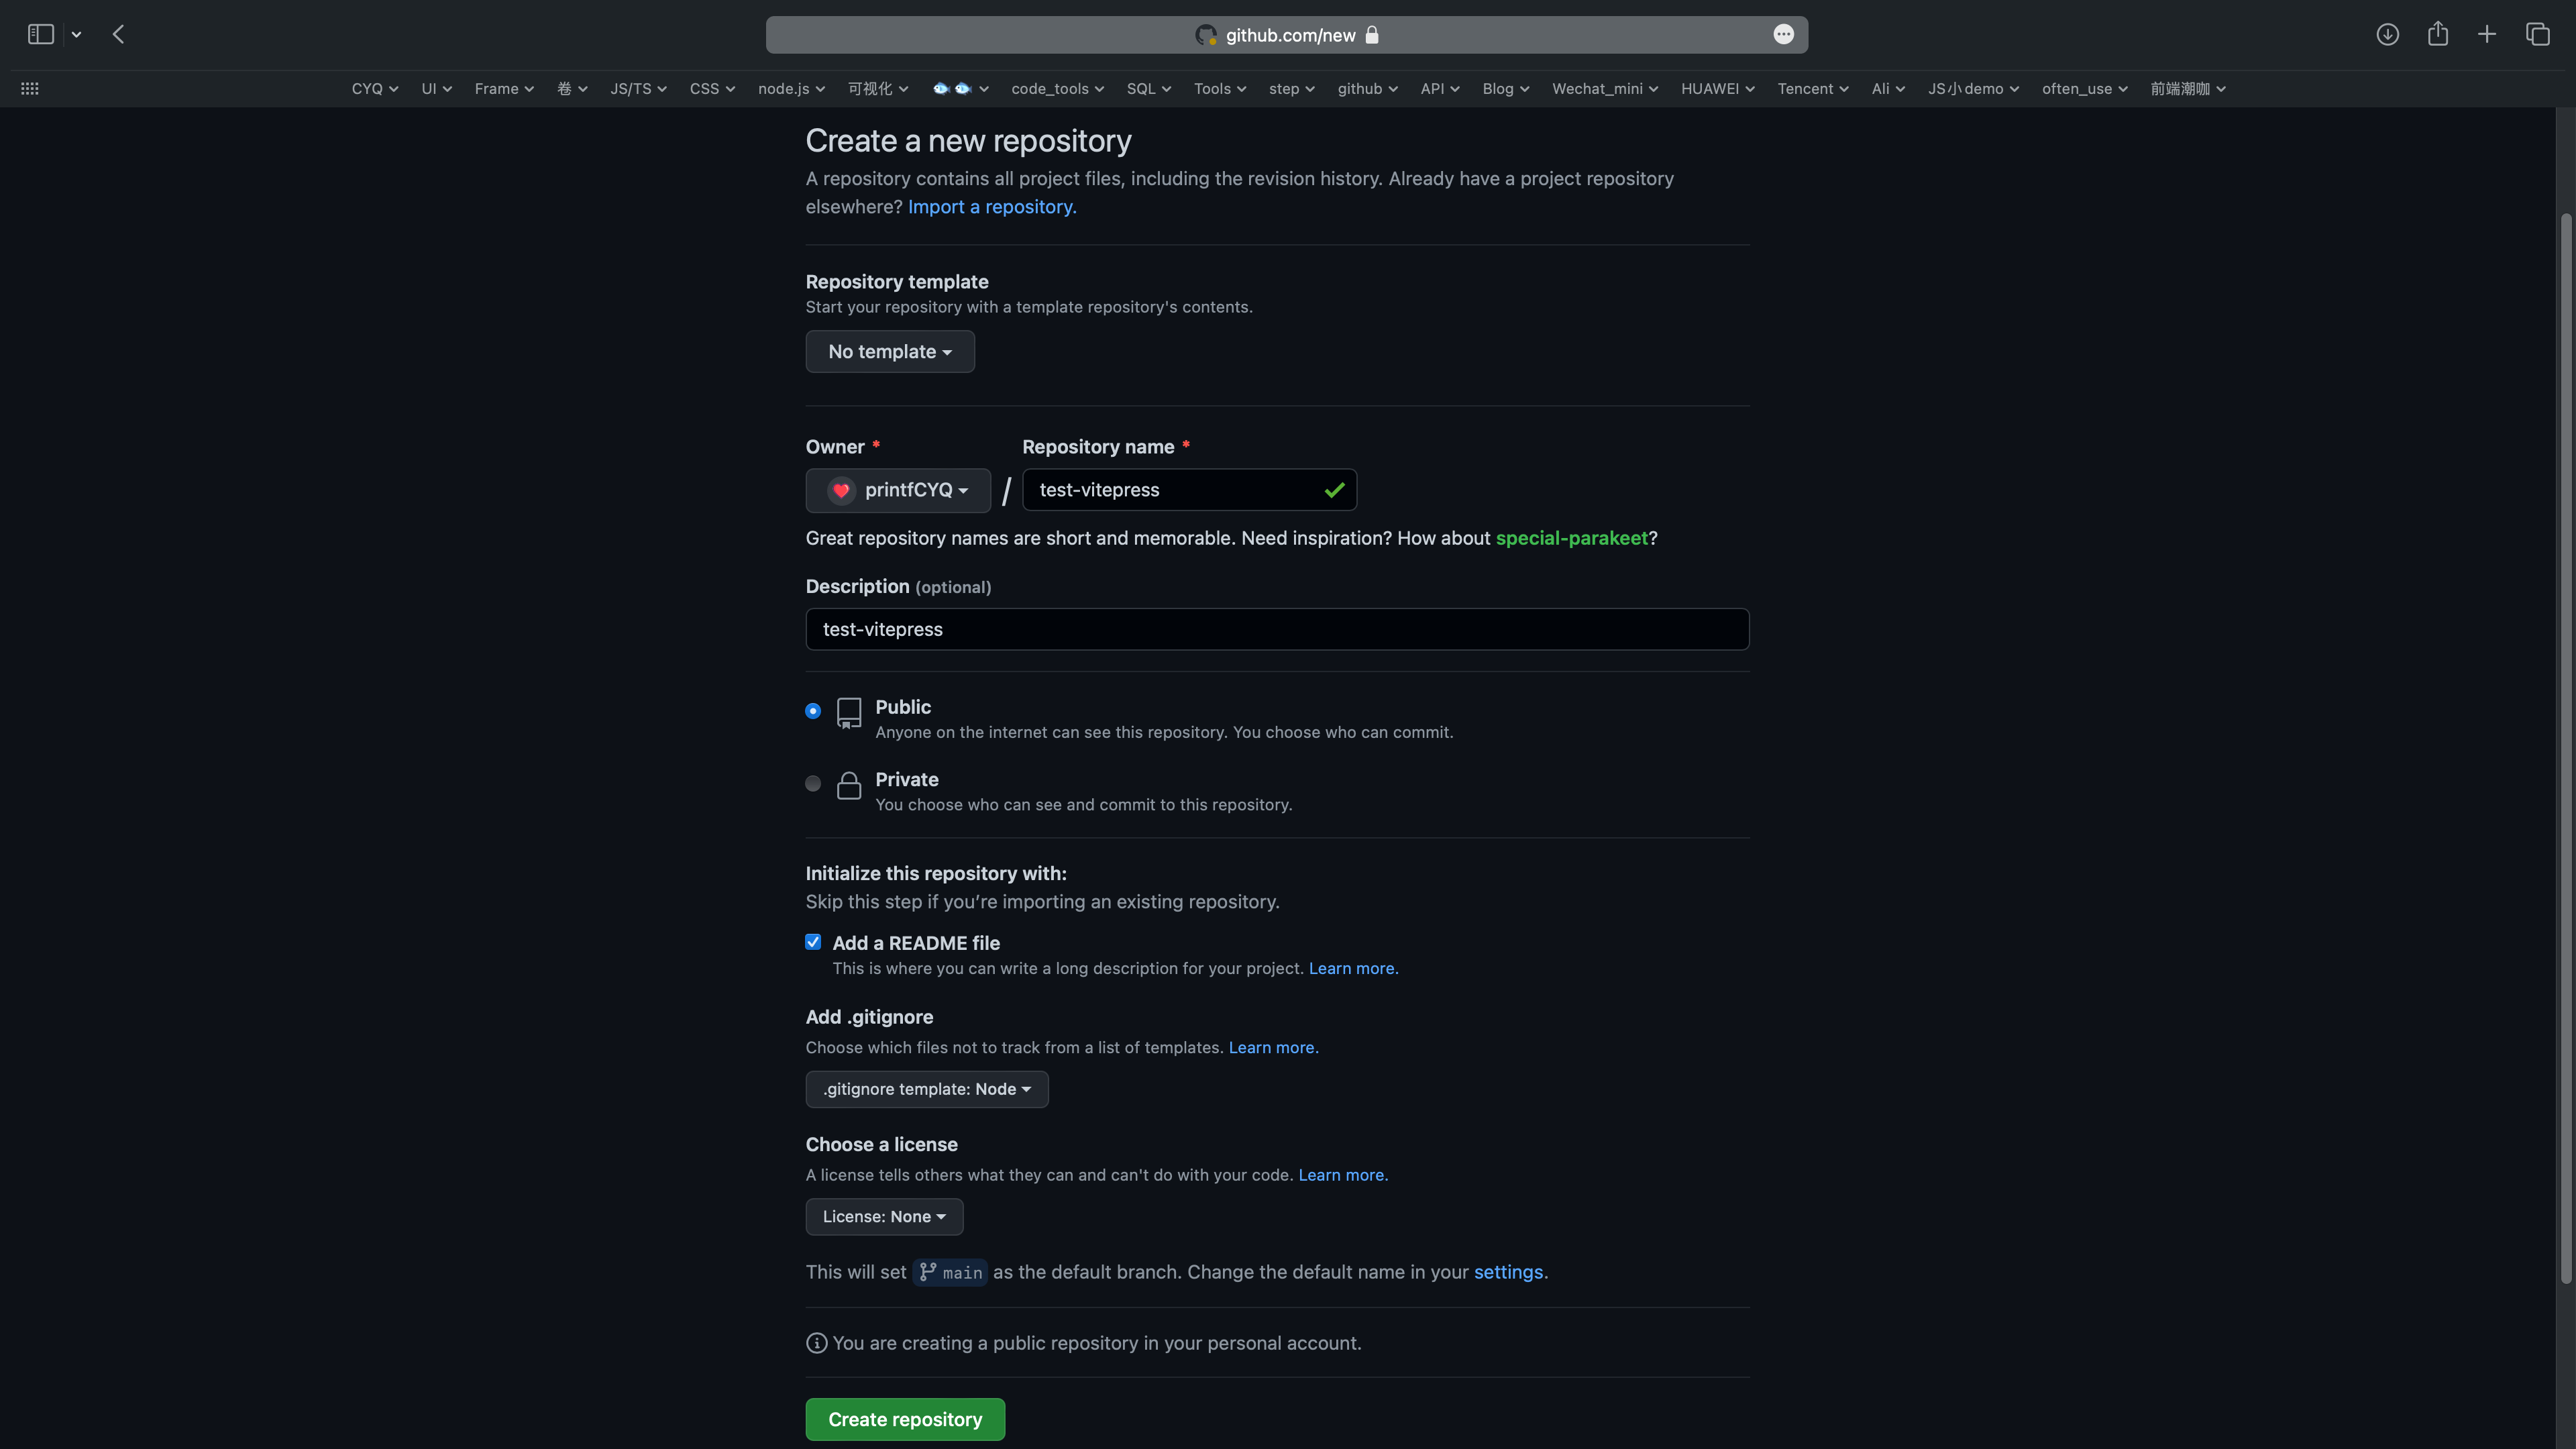 github.com/new
CYQ UI Frame 卷 JS/TS CSS node.js 可视化 🐟🐟 code_tools SQL Tools step github API Blog Wechat_mini HUAWEI Tencent Ali JS小demo often_use 前端潮咖
Create a new repository
A repository contains all project files, including the revision history. Already have a project repository
elsewhere? Import a repository.
Repository template
Start your repository with a template repository's contents.
No template
Owner * Repository name *
printfCYQ / test-vitepress
Great repository names are short and memorable. Need inspiration? How about special-parakeet?
Description (optional)
test-vitepress
Public
Anyone on the internet can see this repository. You choose who can commit.
Private
You choose who can see and commit to this repository.
Initialize this repository with:
Skip this step if you’re importing an existing repository.
Add a README file
This is where you can write a long description for your project. Learn more.
Add .gitignore
Choose which files not to track from a list of templates. Learn more.
.gitignore template: Node
Choose a license
A license tells others what they can and can't do with your code. Learn more.
License: None
This will set main as the default branch. Change the default name in your settings.
You are creating a public repository in your personal account.
Create repository